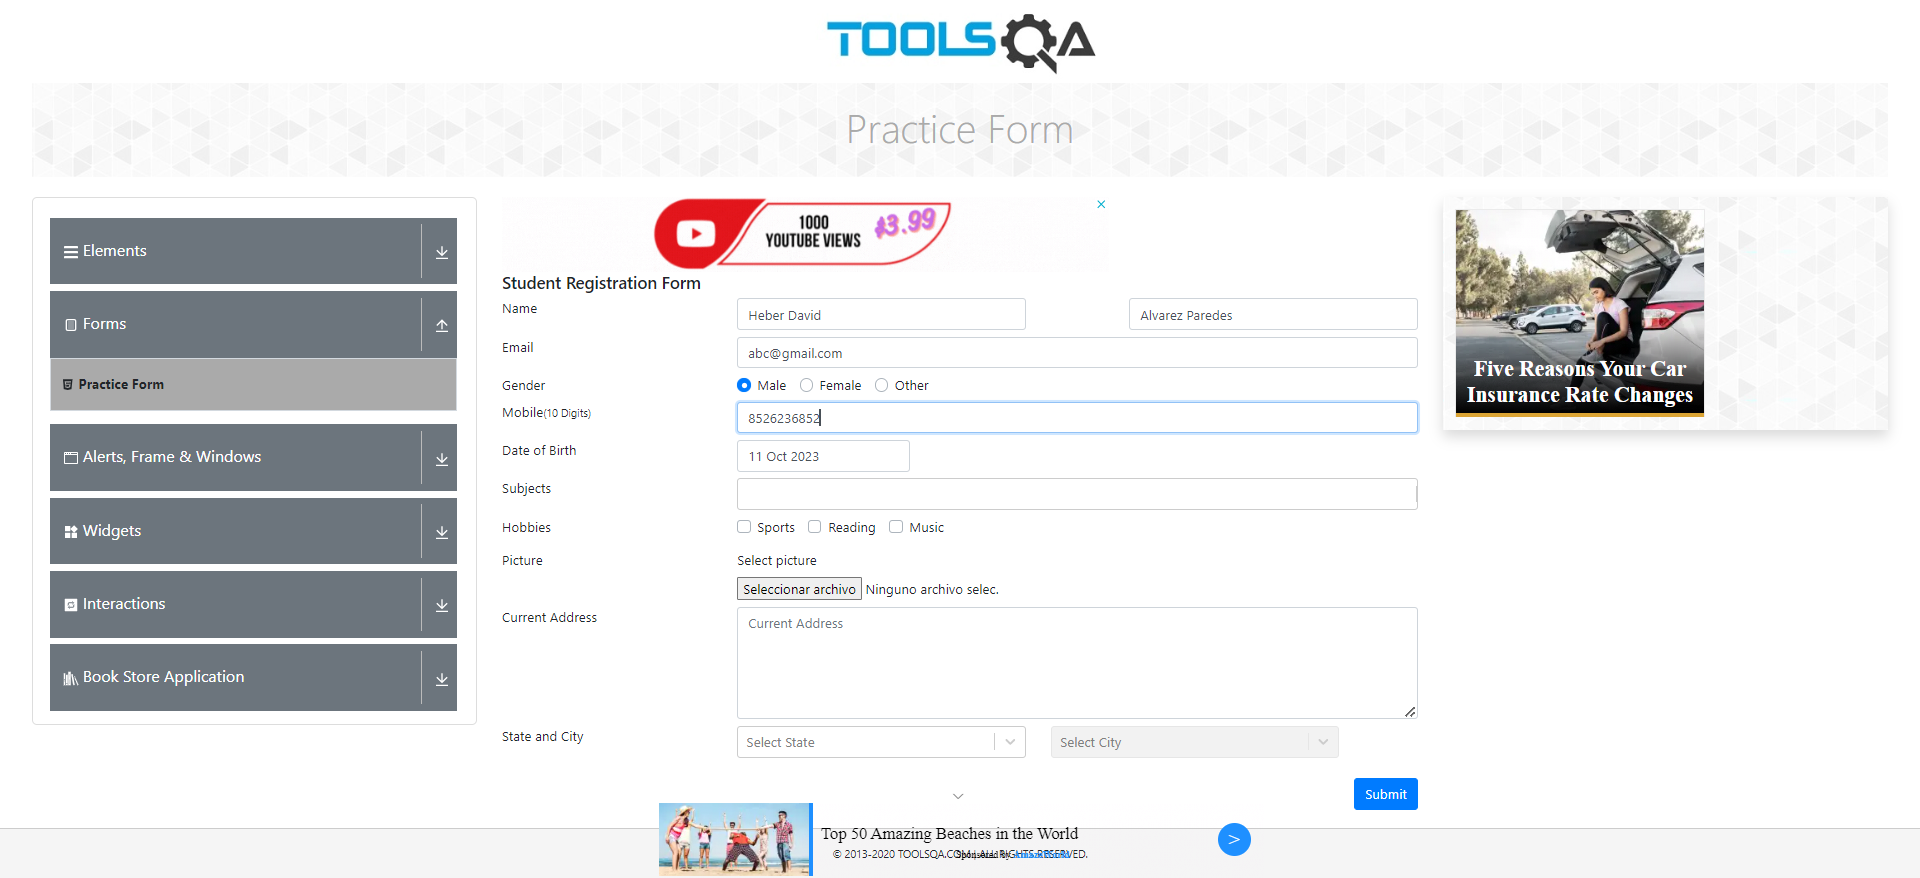 TOOLSQA
Practice Form
Elements
Forms
Practice Form
Alerts, Frame & Windows
Widgets
Interactions
Book Store Application
1000
YOUTUBE VIEWS
$3.99
Student Registration Form
Name
Heber David
Alvarez Paredes
Email
abc@gmail.com
Gender
Male
Female
Other
Mobile(10 Digits)
8526236852
Date of Birth
11 Oct 2023
Subjects
Hobbies
Sports
Reading
Music
Picture
Select picture
Seleccionar archivo
Ninguno archivo selec.
Current Address
Current Address
State and City
Select State
Select City
Submit
Five Reasons Your Car
Insurance Rate Changes
Top 50 Amazing Beaches in the World
>
© 2013-2020 TOOLSQA.COM | ALL RIGHTS RESERVED.